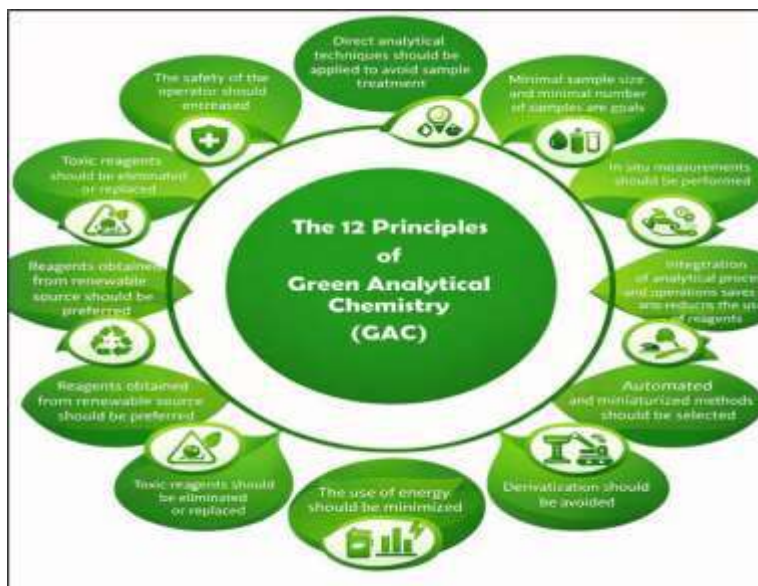 The 12 Principles
of
Green Analytical
Chemistry
(GAC)
Direct analytical
techniques should be
applied to avoid sample
treatment
Minimal sample size
and minimal number
of samples are goals
In situ measurements
should be performed
Integration
of analytical proces
and operations saves
and reducrs the use
of reagents
Automated
and miniaturized methods
should be selected
Derivatization should
be avoided
The use of energy
should be minimized
Toxic reagents should
be eliminated
or replaced
Reagents obtained
from renewable source
should be preferred
Reagents obtained
from renewable
source should be
preferred
Toxic reagents
should be eliminated
or replaced
The safety of the
operator should
encreased